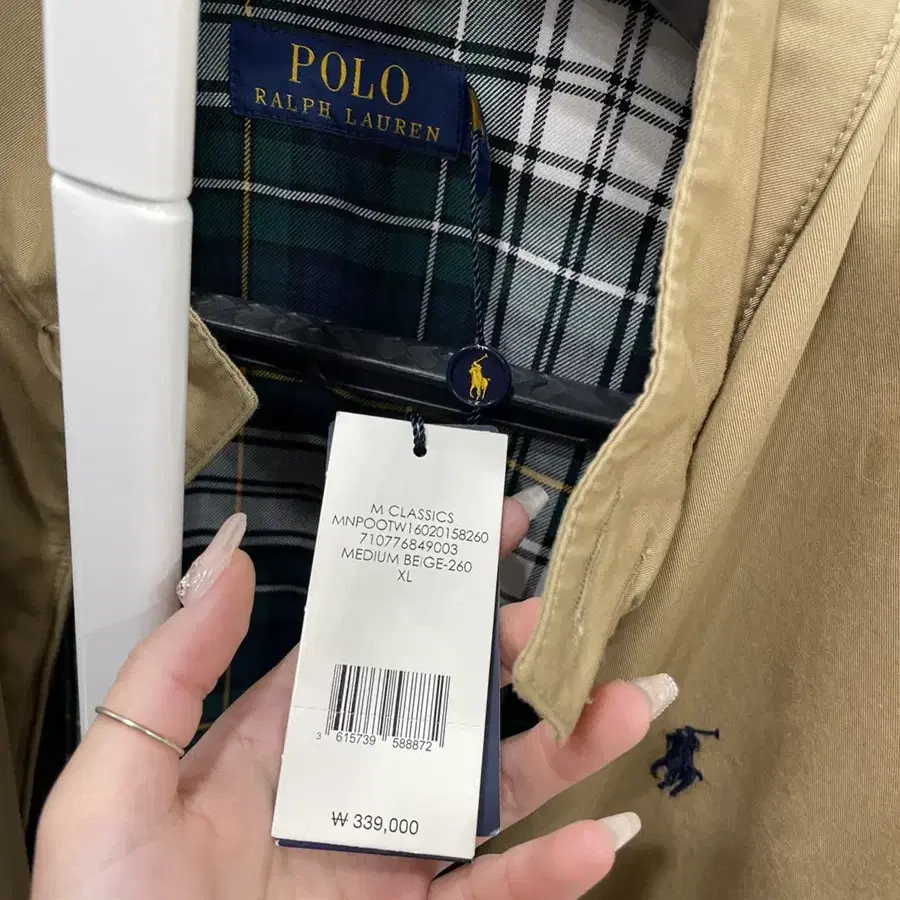 POLO
RALPH LAUREN
M CLASSICS
MNPOOTW16020158260
710776849003
MEDIUM BEIGE-260
XL
3 615739 588872
₩ 339,000